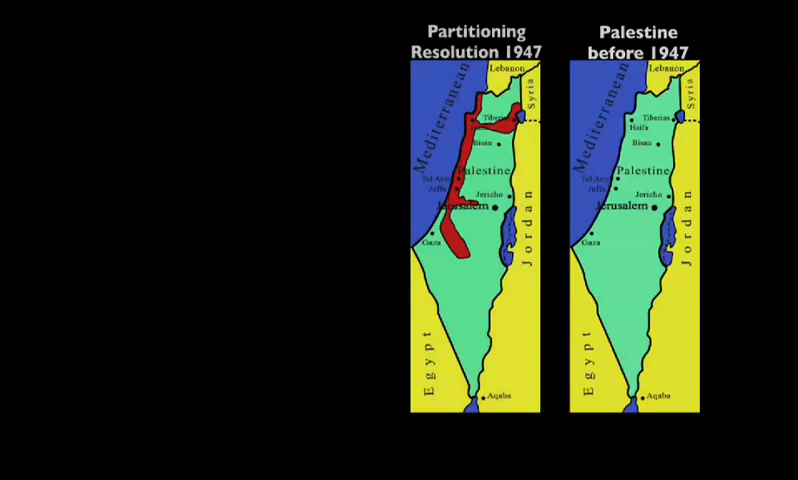 Partitioning
Resolution 1947
Lebanon
Syria
Mediterranean
Tiberias
Bisan
Palestine
Tel Aviv
Jaffa
Jericho
Jerusalem
Gaza
Jordan
Egypt
Aqaba
Palestine
before 1947
Lebanon
Syria
Mediterranean
Tiberias
Haifa
Bisan
Palestine
Tel Aviv
Jaffa
Jericho
Jerusalem
Gaza
Jordan
Egypt
Aqaba